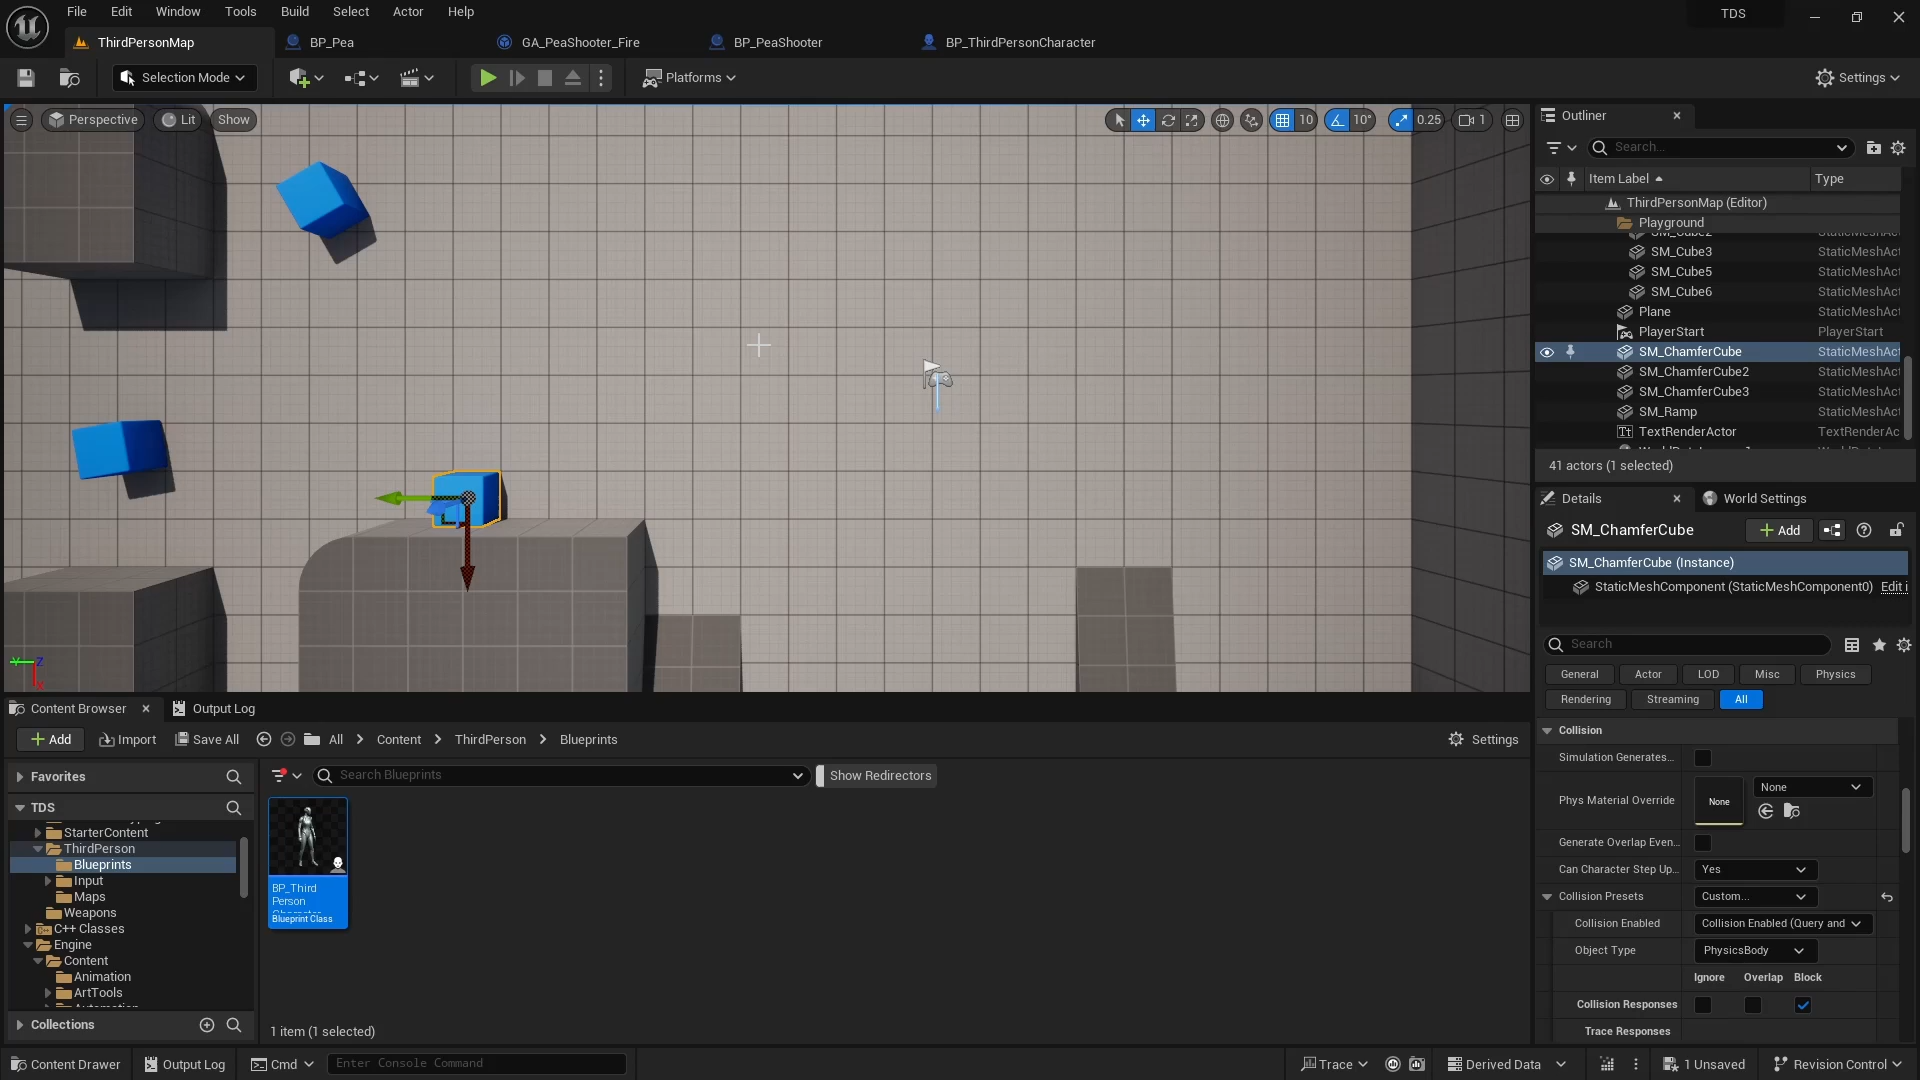 File Edit Window Tools Build Select Actor Help
TDS
ThirdPersonMap BP_Pea GA_PeaShooter_Fire BP_PeaShooter BP_ThirdPersonCharacter
Selection Mode Platforms Settings
Perspective Lit Show 10 10° 0.25 1
Outliner
Search...
Item Label Type
ThirdPersonMap (Editor)
Playground
SM_Cube2 StaticMeshAct
SM_Cube3 StaticMeshAct
SM_Cube5 StaticMeshAct
SM_Cube6 StaticMeshAct
Plane StaticMeshAct
PlayerStart PlayerStart
SM_ChamferCube StaticMeshAct
SM_ChamferCube2 StaticMeshAct
SM_ChamferCube3 StaticMeshAct
SM_Ramp StaticMeshAct
TextRenderActor TextRenderAc
41 actors (1 selected)
Details World Settings
SM_ChamferCube Add
SM_ChamferCube (Instance)
StaticMeshComponent (StaticMeshComponent0) Edit i
Search
General Actor LOD Misc Physics
Rendering Streaming All
Collision
Simulation Generates...
Phys Material Override None None
Generate Overlap Even...
Can Character Step Up... Yes
Collision Presets Custom...
Collision Enabled Collision Enabled (Query and
Object Type PhysicsBody
Ignore Overlap Block
Collision Responses
Trace Responses
Y Z
Content Browser Output Log
Add Import Save All All Content ThirdPerson Blueprints Settings
Favorites
Search Blueprints Show Redirectors
TDS
StarterContent
ThirdPerson
Blueprints
Input
Maps
Weapons
C++ Classes
Engine
Content
Animation
ArtTools
Collections
BP_Third
Person
Character
Blueprint Class
1 item (1 selected)
Content Drawer Output Log Cmd Enter Console Command Trace Derived Data 1 Unsaved Revision Control